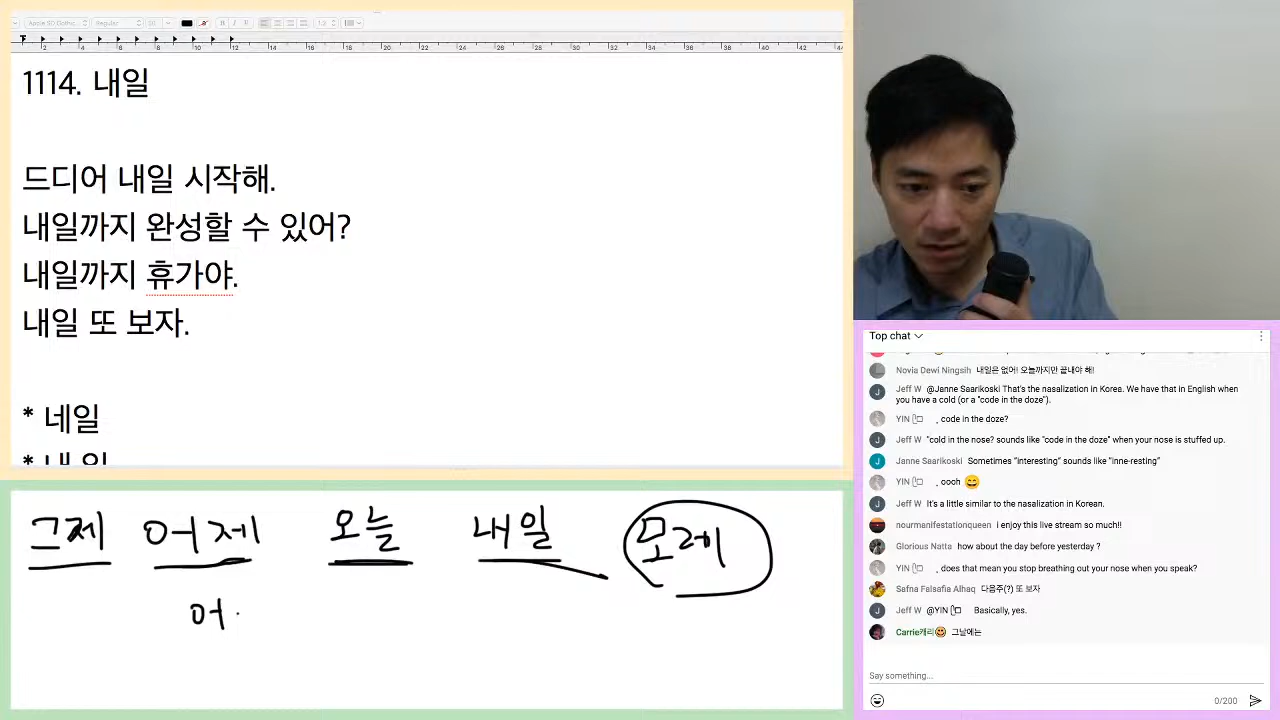 1114. 내일
드디어 내일 시작해.
내일까지 완성할 수 있어?
내일까지 휴가야.
내일 또 보자.
* 네일
* 내 일
그제 어제 오늘 내일 모레
어
Top chat
Novia Dewi Ningsih 내일은 없어! 오늘까지만 끝내야 해!
Jeff W @Janne Saarikoski That's the nasalization in Korea. We have that in English when
you have a cold (or a "code in the doze").
YIN , code in the doze?
Jeff W "cold in the nose? sounds like "code in the doze" when your nose is stuffed up.
Janne Saarikoski Sometimes "interesting" sounds like "inne-resting"
YIN , oooh 😄
Jeff W It's a little similar to the nasalization in Korean.
nourmanifestationqueen i enjoy this live stream so much!!
Glorious Natta how about the day before yesterday ?
YIN , does that mean you stop breathing out your nose when you speak?
Safna Falsafia Alhaq 다음주(?) 또 보자
Jeff W @YIN Basically, yes.
Carrie캐리😃 그날에는
Say something...
0/200